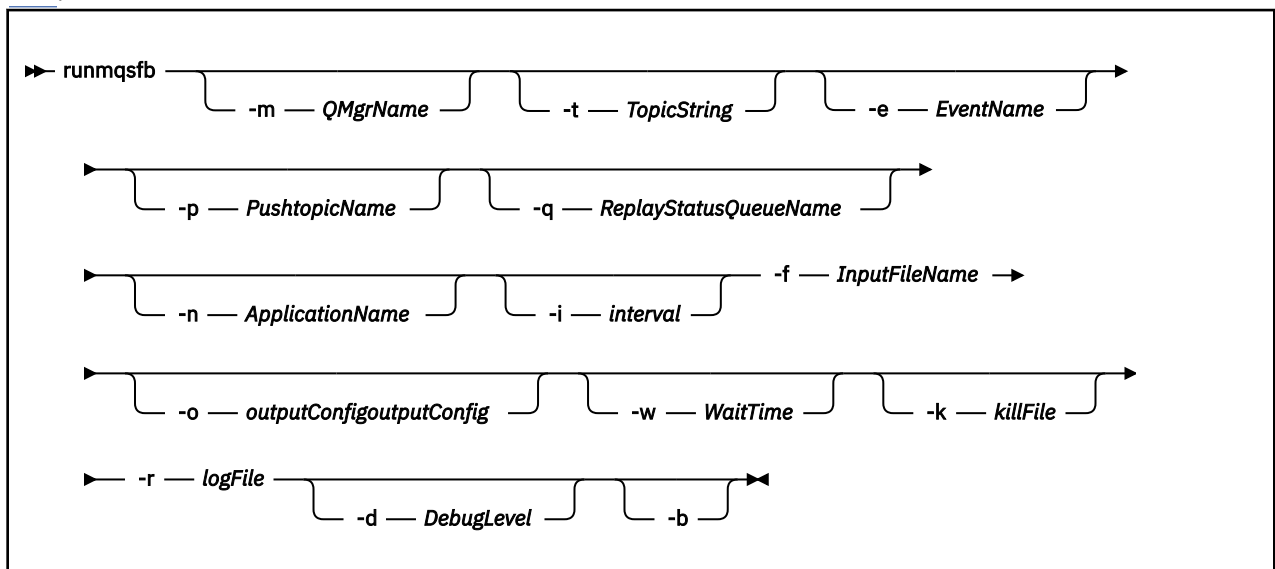 runmqsfb
-m QMgrName -t TopicString -e EventName
-p PushtopicName -q ReplayStatusQueueName
-f InputFileName
-n ApplicationName -i interval
-o outputConfigoutputConfig -w WaitTime -k killFile
-r logFile
-d DebugLevel -b